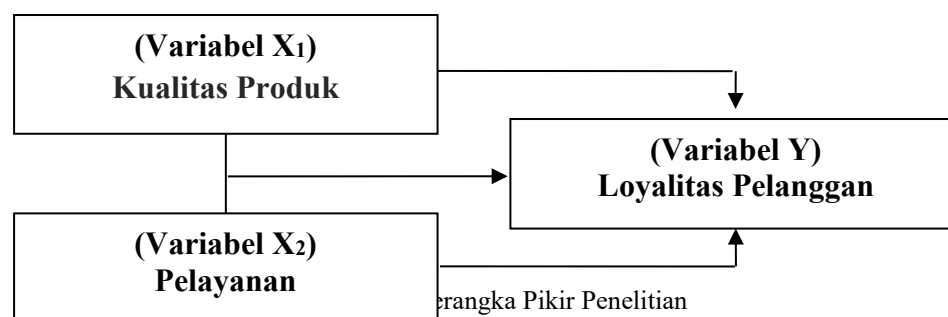 (Variabel X1)
Kualitas Produk
(Variabel Y)
Loyalitas Pelanggan
(Variabel X2)
Pelayanan
erangka Pikir Penelitian